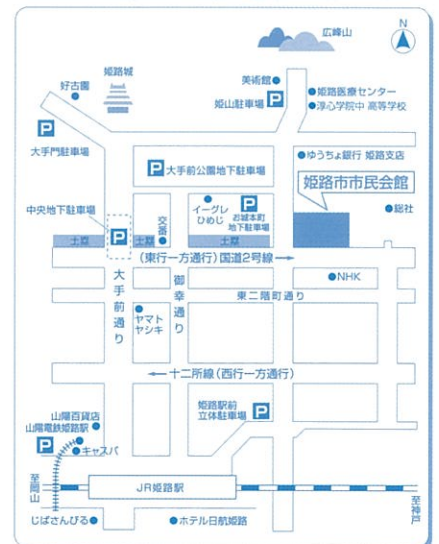 N
広峰山
姫路城
好古園
美術館
姫山駐車場
P
姫路医療センター
淳心学院中 高等学校
P
大手門駐車場
P
大手前公園地下駐車場
ゆうちょ銀行 姫路支店
姫路市市民会館
中央地下駐車場
交番
イーグレ
ひめじ
P
お城本町
地下駐車場
総社
土塁
P
土塁
土塁
(東行一方通行)国道2号線
NHK
大手前通り
御幸通り
東二階町通り
ヤマト
ヤシキ
十二所線(西行一方通行)
山陽百貨店
山陽電鉄姫路駅
P
キャスパ
姫路駅前
立体駐車場
P
至岡山
JR姫路駅
至神戸
じばさんびる
ホテル日航姫路